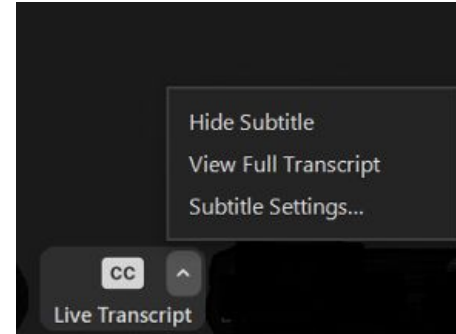 Hide Subtitle
View Full Transcript
Subtitle Settings...
CC
Live Transcript